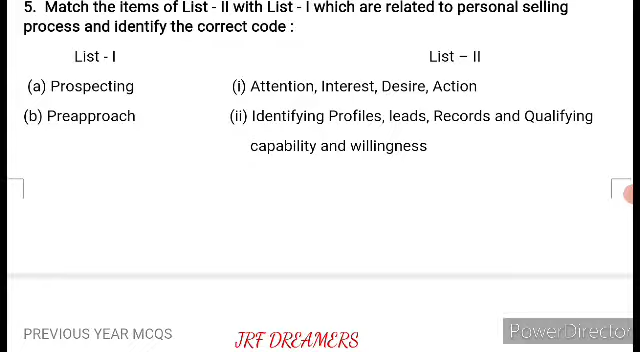 5. Match the items of List - II with List - I which are related to personal selling
process and identify the correct code :
List - I List – II
(a) Prospecting (i) Attention, Interest, Desire, Action
(b) Preapproach (ii) Identifying Profiles, leads, Records and Qualifying
capability and willingness
PREVIOUS YEAR MCQS JRF DREAMERS PowerDirecto